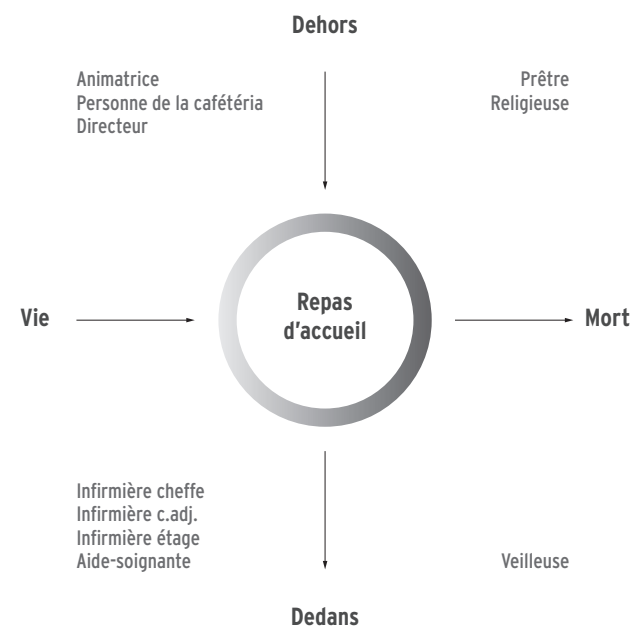 Dehors
Animatrice
Personne de la cafétéria
Directeur
Prêtre
Religieuse
Vie
Repas
d'accueil
Mort
Infirmière cheffe
Infirmière c.adj.
Infirmière étage
Aide-soignante
Veilleuse
Dedans